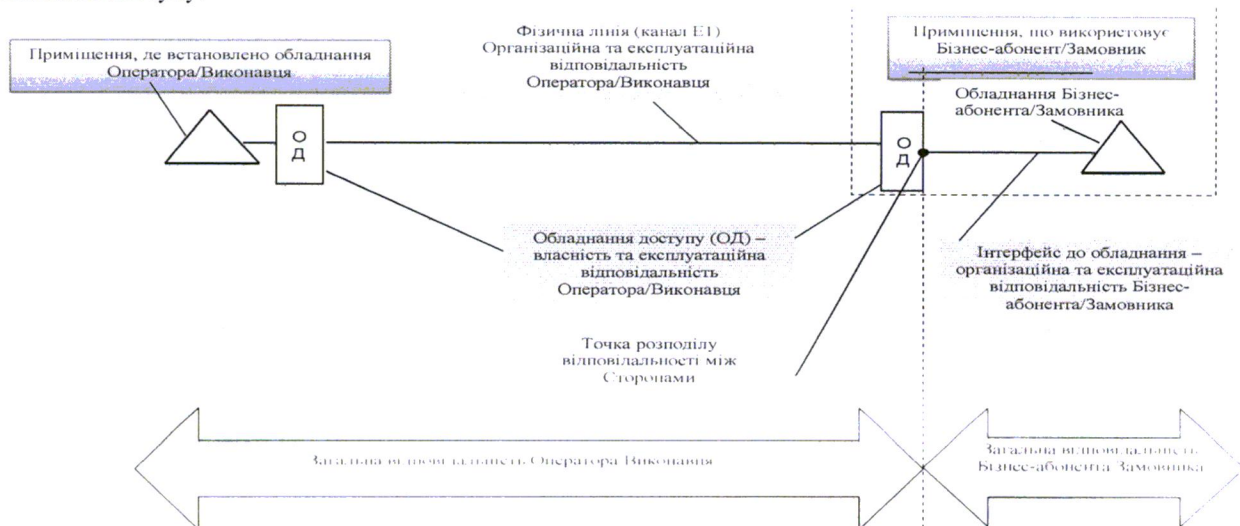 Приміщення, де встановлено обладнання
Оператора/Виконавця
Фізична лінія (канал Е1)
Організаційна та експлуатаційна
відповідальність
Оператора/Виконавця
Приміщення, що використовує
Бізнес-абонент/Замовник
Обладнання Бізнес-
абонента/Замовника
О
Д
О
Д
Обладнання доступу (ОД) –
власність та експлуатаційна
відповідальність
Оператора/Виконавця
Інтерфейс до обладнання –
організаційна та експлуатаційна
відповідальність Бізнес-
абонента/Замовника
Точка розподілу
відповідальності між
Сторонами
Загальна відповідальність Оператора Виконавця
Загальна відповідальність
Бізнес-абонента Замовника